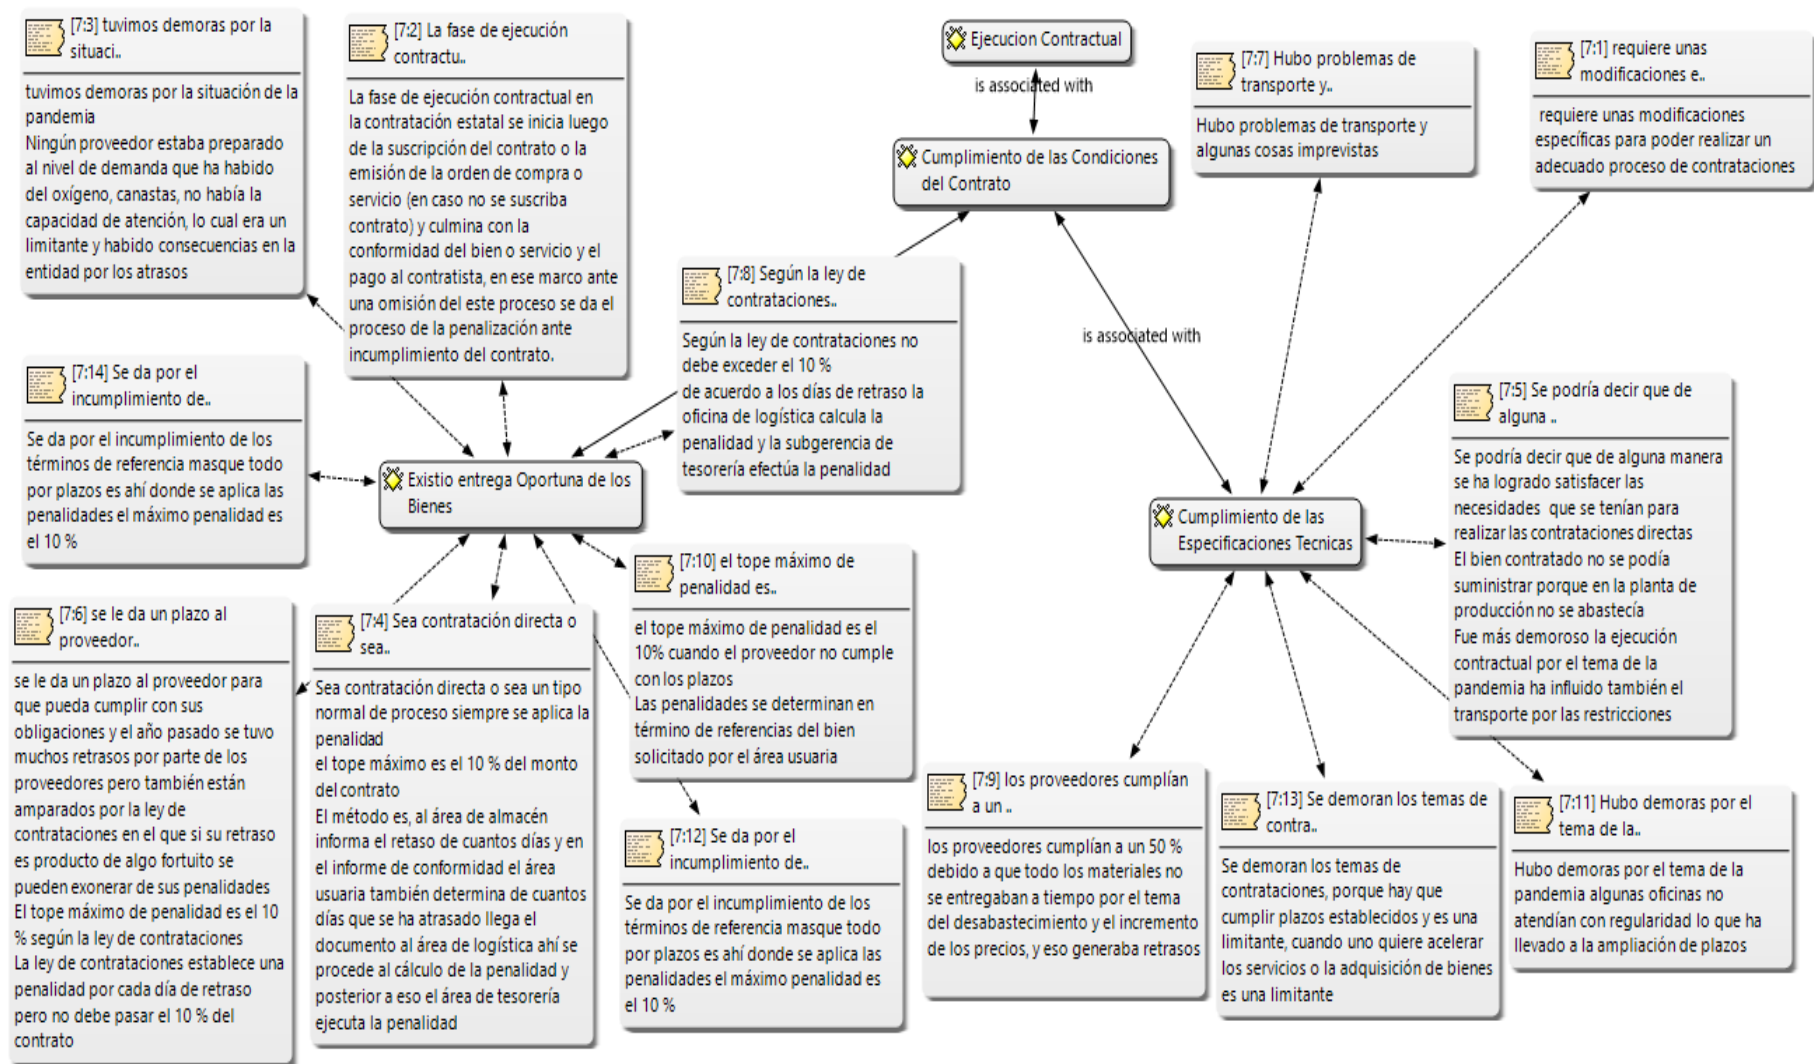 [7:3] tuvimos demoras por la
situaci..
tuvimos demoras por la situación de la
pandemia
Ningún proveedor estaba preparado
al nivel de demanda que ha habido
del oxígeno, canastas, no había la
capacidad de atención, lo cual era un
limitante y habido consecuencias en la
entidad por los atrasos
[7:2] La fase de ejecución
contractu..
La fase de ejecución contractual en
la contratación estatal se inicia luego
de la suscripción del contrato o la
emisión de la orden de compra o
servicio (en caso no se suscriba
contrato) y culmina con la
conformidad del bien o servicio y el
pago al contratista, en ese marco ante
una omisión del este proceso se da el
proceso de la penalización ante
incumplimiento del contrato.
Ejecucion Contractual
is associated with
Cumplimiento de las Condiciones
del Contrato
[7:7] Hubo problemas de
transporte y..
Hubo problemas de transporte y
algunas cosas imprevistas
[7:1] requiere unas
modificaciones e..
requiere unas modificaciones
específicas para poder realizar un
adecuado proceso de contrataciones
[7:8] Según la ley de
contrataciones..
Según la ley de contrataciones no
debe exceder el 10 %
de acuerdo a los días de retraso la
oficina de logística calcula la
penalidad y la subgerencia de
tesorería efectúa la penalidad
is associated with
[7:14] Se da por el
incumplimiento de..
Se da por el incumplimiento de los
términos de referencia masque todo
por plazos es ahí donde se aplica las
penalidades el máximo penalidad es
el 10 %
Existio entrega Oportuna de los
Bienes
Cumplimiento de las
Especificaciones Tecnicas
[7:5] Se podría decir que de
alguna ..
Se podría decir que de alguna manera
se ha logrado satisfacer las
necesidades que se tenían para
realizar las contrataciones directas
El bien contratado no se podía
suministrar porque en la planta de
producción no se abastecía
Fue más demoroso la ejecución
contractual por el tema de la
pandemia ha influido también el
transporte por las restricciones
[7:6] se le da un plazo al
proveedor..
se le da un plazo al proveedor para
que pueda cumplir con sus
obligaciones y el año pasado se tuvo
muchos retrasos por parte de los
proveedores pero también están
amparados por la ley de
contrataciones en el que si su retraso
es producto de algo fortuito se
pueden exonerar de sus penalidades
El tope máximo de penalidad es el 10
% según la ley de contrataciones
La ley de contrataciones establece una
penalidad por cada día de retraso
pero no debe pasar el 10 % del
contrato
[7:4] Sea contratación directa o
sea..
Sea contratación directa o sea un tipo
normal de proceso siempre se aplica la
penalidad
el tope máximo es el 10 % del monto
del contrato
El método es, al área de almacén
informa el retaso de cuantos días y en
el informe de conformidad el área
usuaria también determina de cuantos
días que se ha atrasado llega el
documento al área de logística ahí se
procede al cálculo de la penalidad y
posterior a eso el área de tesorería
ejecuta la penalidad
[7:10] el tope máximo de
penalidad es..
el tope máximo de penalidad es el
10% cuando el proveedor no cumple
con los plazos
Las penalidades se determinan en
término de referencias del bien
solicitado por el área usuaria
[7:12] Se da por el
incumplimiento de..
Se da por el incumplimiento de los
términos de referencia masque todo
por plazos es ahí donde se aplica las
penalidades el máximo penalidad es
el 10 %
[7:9] los proveedores cumplían
a un ..
los proveedores cumplían a un 50 %
debido a que todo los materiales no
se entregaban a tiempo por el tema
del desabastecimiento y el incremento
de los precios, y eso generaba retrasos
[7:13] Se demoran los temas de
contra..
Se demoran los temas de
contrataciones, porque hay que
cumplir plazos establecidos y es una
limitante, cuando uno quiere acelerar
los servicios o la adquisición de bienes
es una limitante
[7:11] Hubo demoras por el
tema de la..
Hubo demoras por el tema de la
pandemia algunas oficinas no
atendían con regularidad lo que ha
llevado a la ampliación de plazos